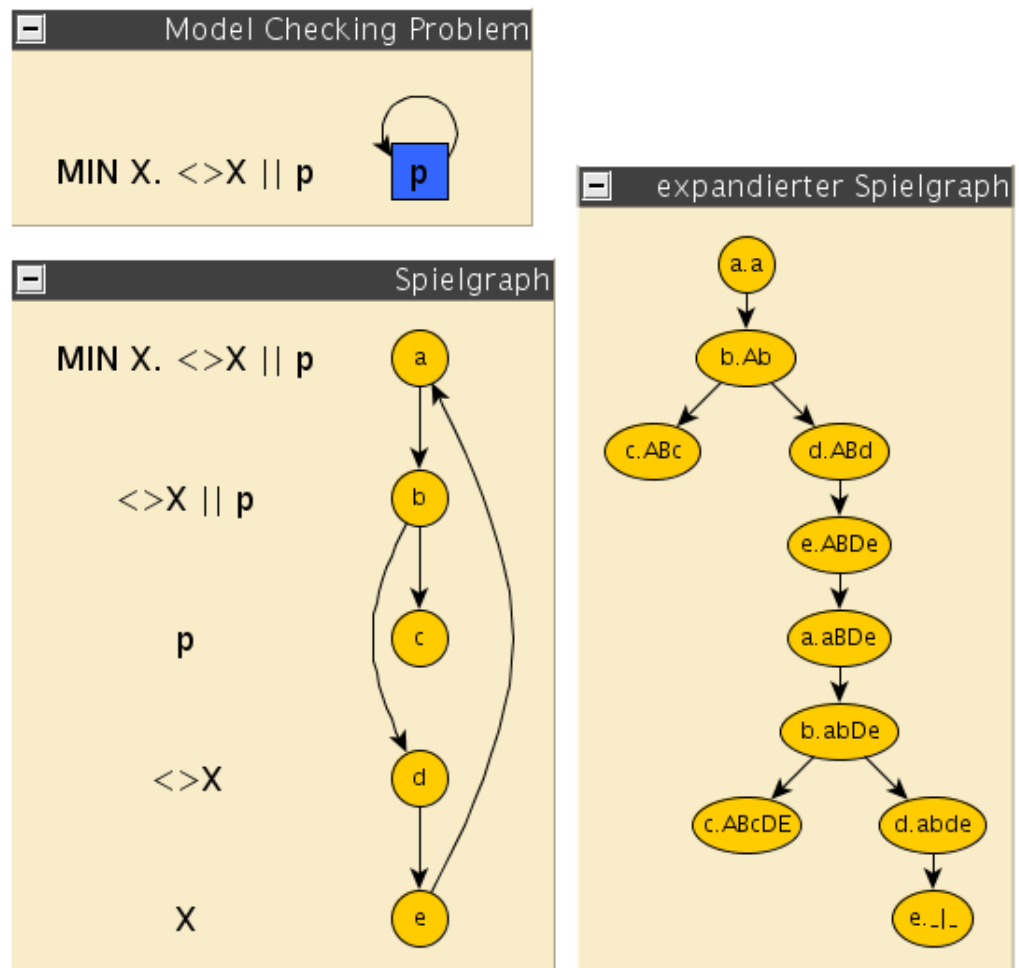 Model Checking Problem
MIN X. <>X || p
p
Spielgraph
MIN X. <>X || p
a
<>X || p
b
p
c
<>X
d
X
e
expandierter Spielgraph
a.a
b.Ab
c.ABc
d.ABd
e.ABDe
a.aBDe
b.abDe
c.ABcDE
d.abde
e._|_